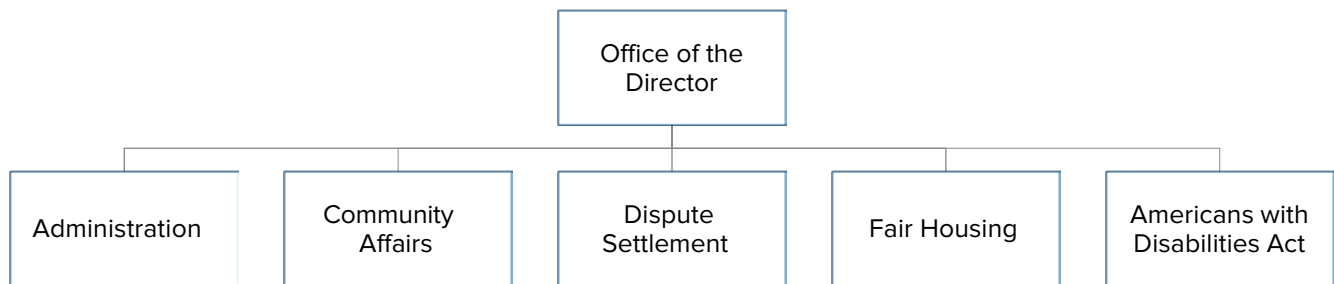 Office of the
Director
Administration
Community
Affairs
Dispute
Settlement
Fair Housing
Americans with
Disabilities Act